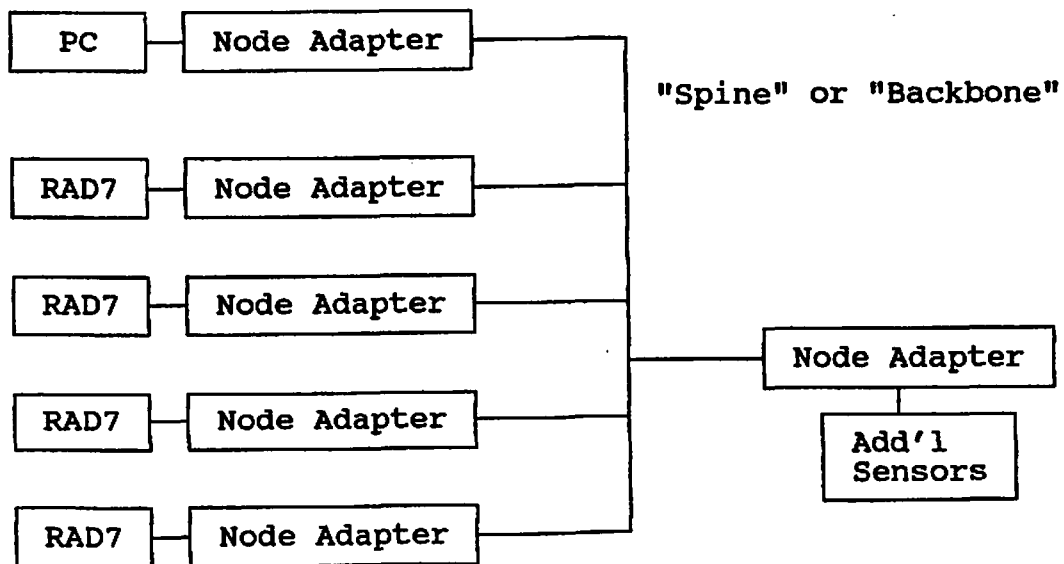 PC
Node Adapter
"Spine" or "Backbone"
RAD7
Node Adapter
RAD7
Node Adapter
Node Adapter
RAD7
Node Adapter
Add'l
Sensors
RAD7
Node Adapter